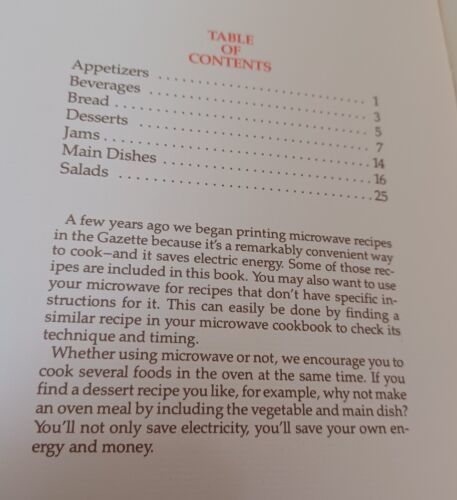 TABLE
OF
CONTENTS
Appetizers ............................ 1
Beverages ............................ 3
Bread ............................ 5
Desserts ............................ 7
Jams ............................ 14
Main Dishes ............................ 16
Salads ............................ 25
A few years ago we began printing microwave recipes
in the Gazette because it's a remarkably convenient way
to cook—and it saves electric energy. Some of those rec-
ipes are included in this book. You may also want to use
your microwave for recipes that don't have specific in-
structions for it. This can easily be done by finding a
similar recipe in your microwave cookbook to check its
technique and timing.
Whether using microwave or not, we encourage you to
cook several foods in the oven at the same time. If you
find a dessert recipe you like, for example, why not make
an oven meal by including the vegetable and main dish?
You'll not only save electricity, you'll save your own en-
ergy and money.